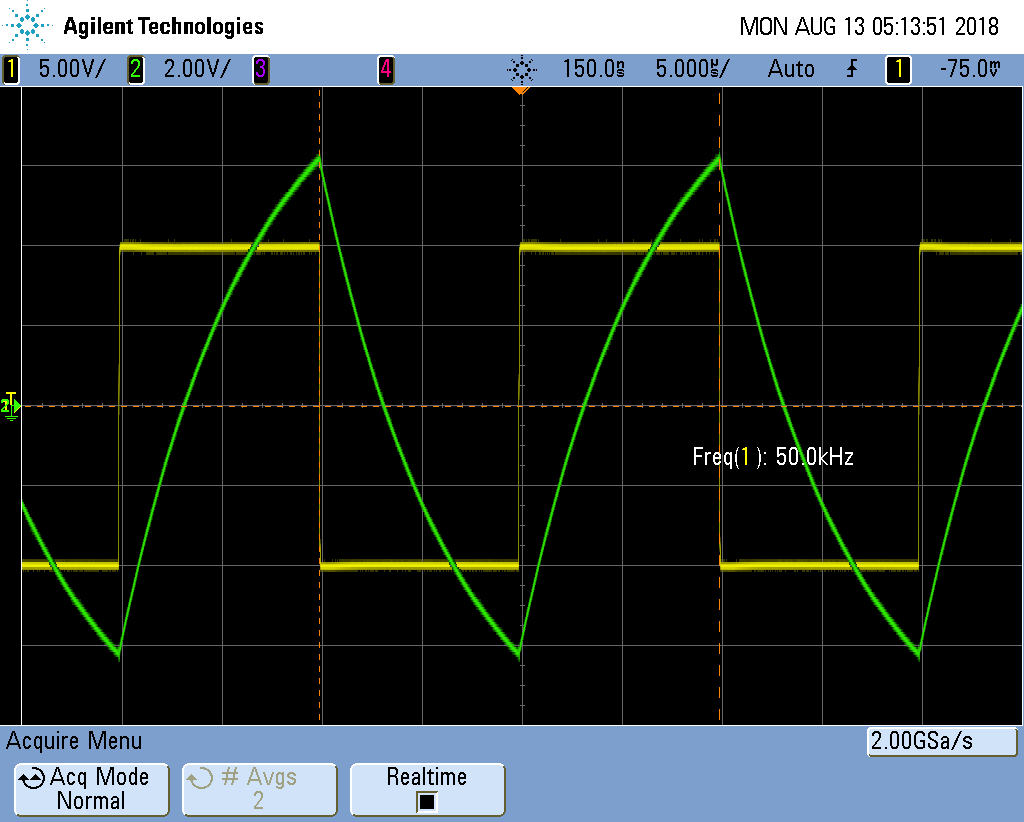 Agilent Technologies
MON AUG 13 05:13:51 2018
1 5.00V/ 2 2.00V/ 3 4 150.0ns 5.000us/ Auto 1 -75.0mV
Freq(1): 50.0kHz
Acquire Menu
2.00GSa/s
Acq Mode
Normal
# Avgs
2
Realtime